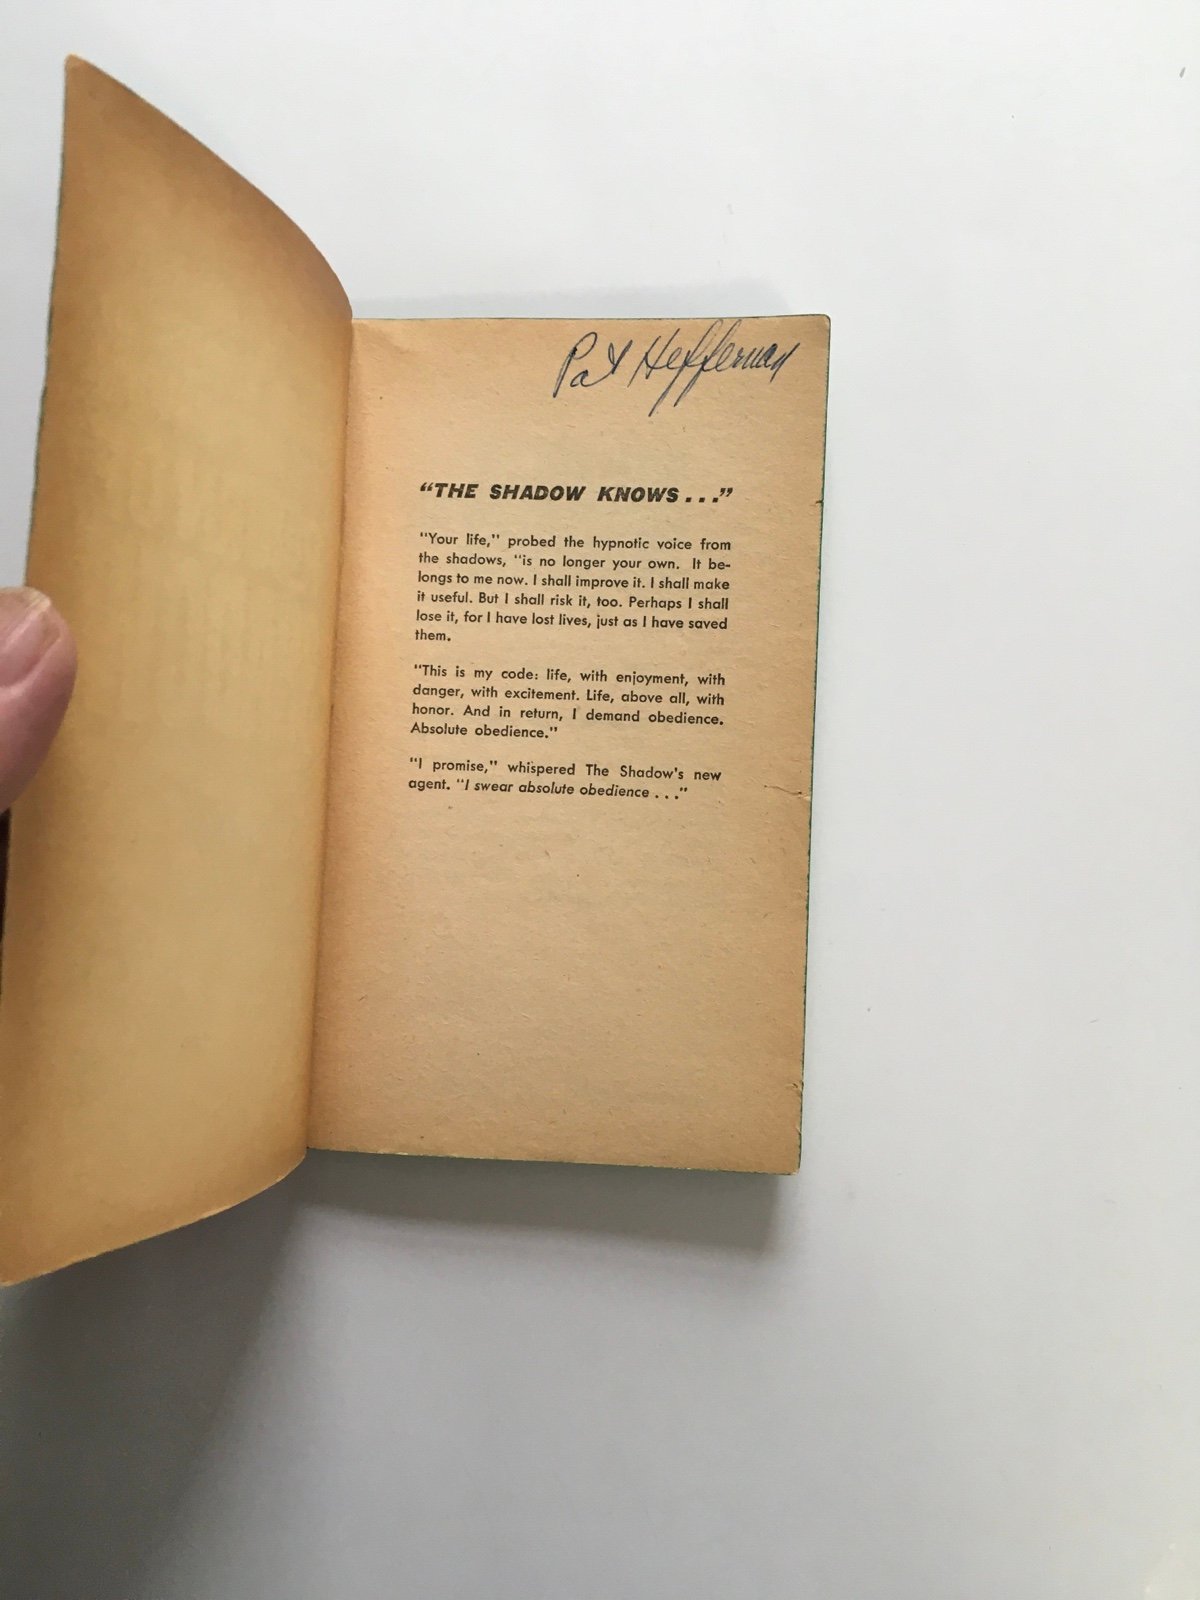 Pat Heffernan
“THE SHADOW KNOWS...”
"Your life," probed the hypnotic voice from
the shadows, "is no longer your own. It be-
longs to me now. I shall improve it. I shall make
it useful. But I shall risk it, too. Perhaps I shall
lose it, for I have lost lives, just as I have saved
them.
"This is my code: life, with enjoyment, with
danger, with excitement. Life, above all, with
honor. And in return, I demand obedience.
Absolute obedience."
"I promise," whispered The Shadow's new
agent. "I swear absolute obedience . . ."